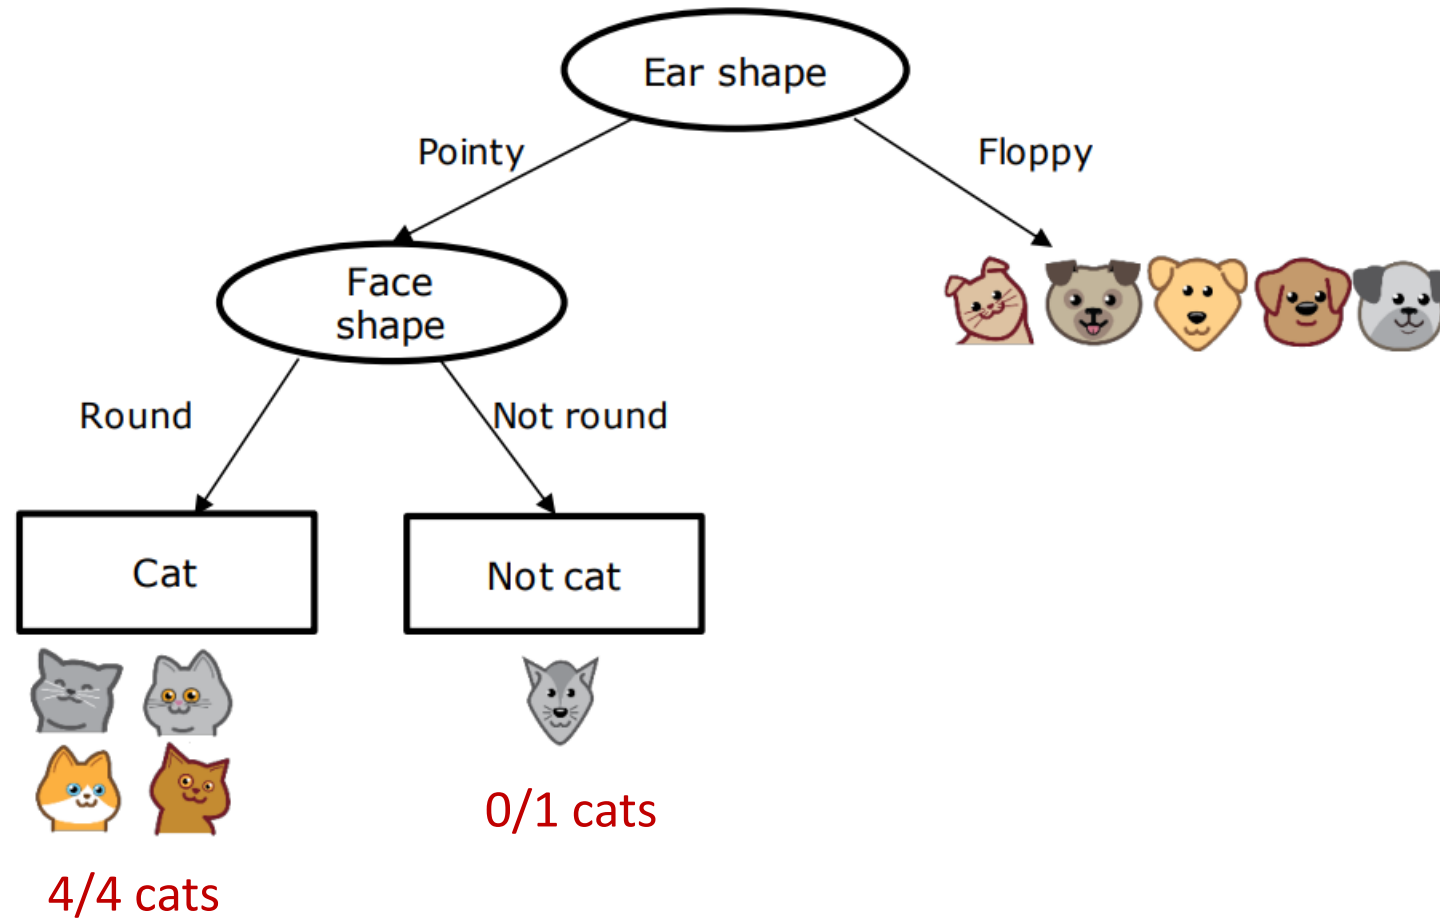 Ear shape
Pointy
Floppy
Face
shape
Round
Not round
Cat
Not cat
0/1 cats
4/4 cats